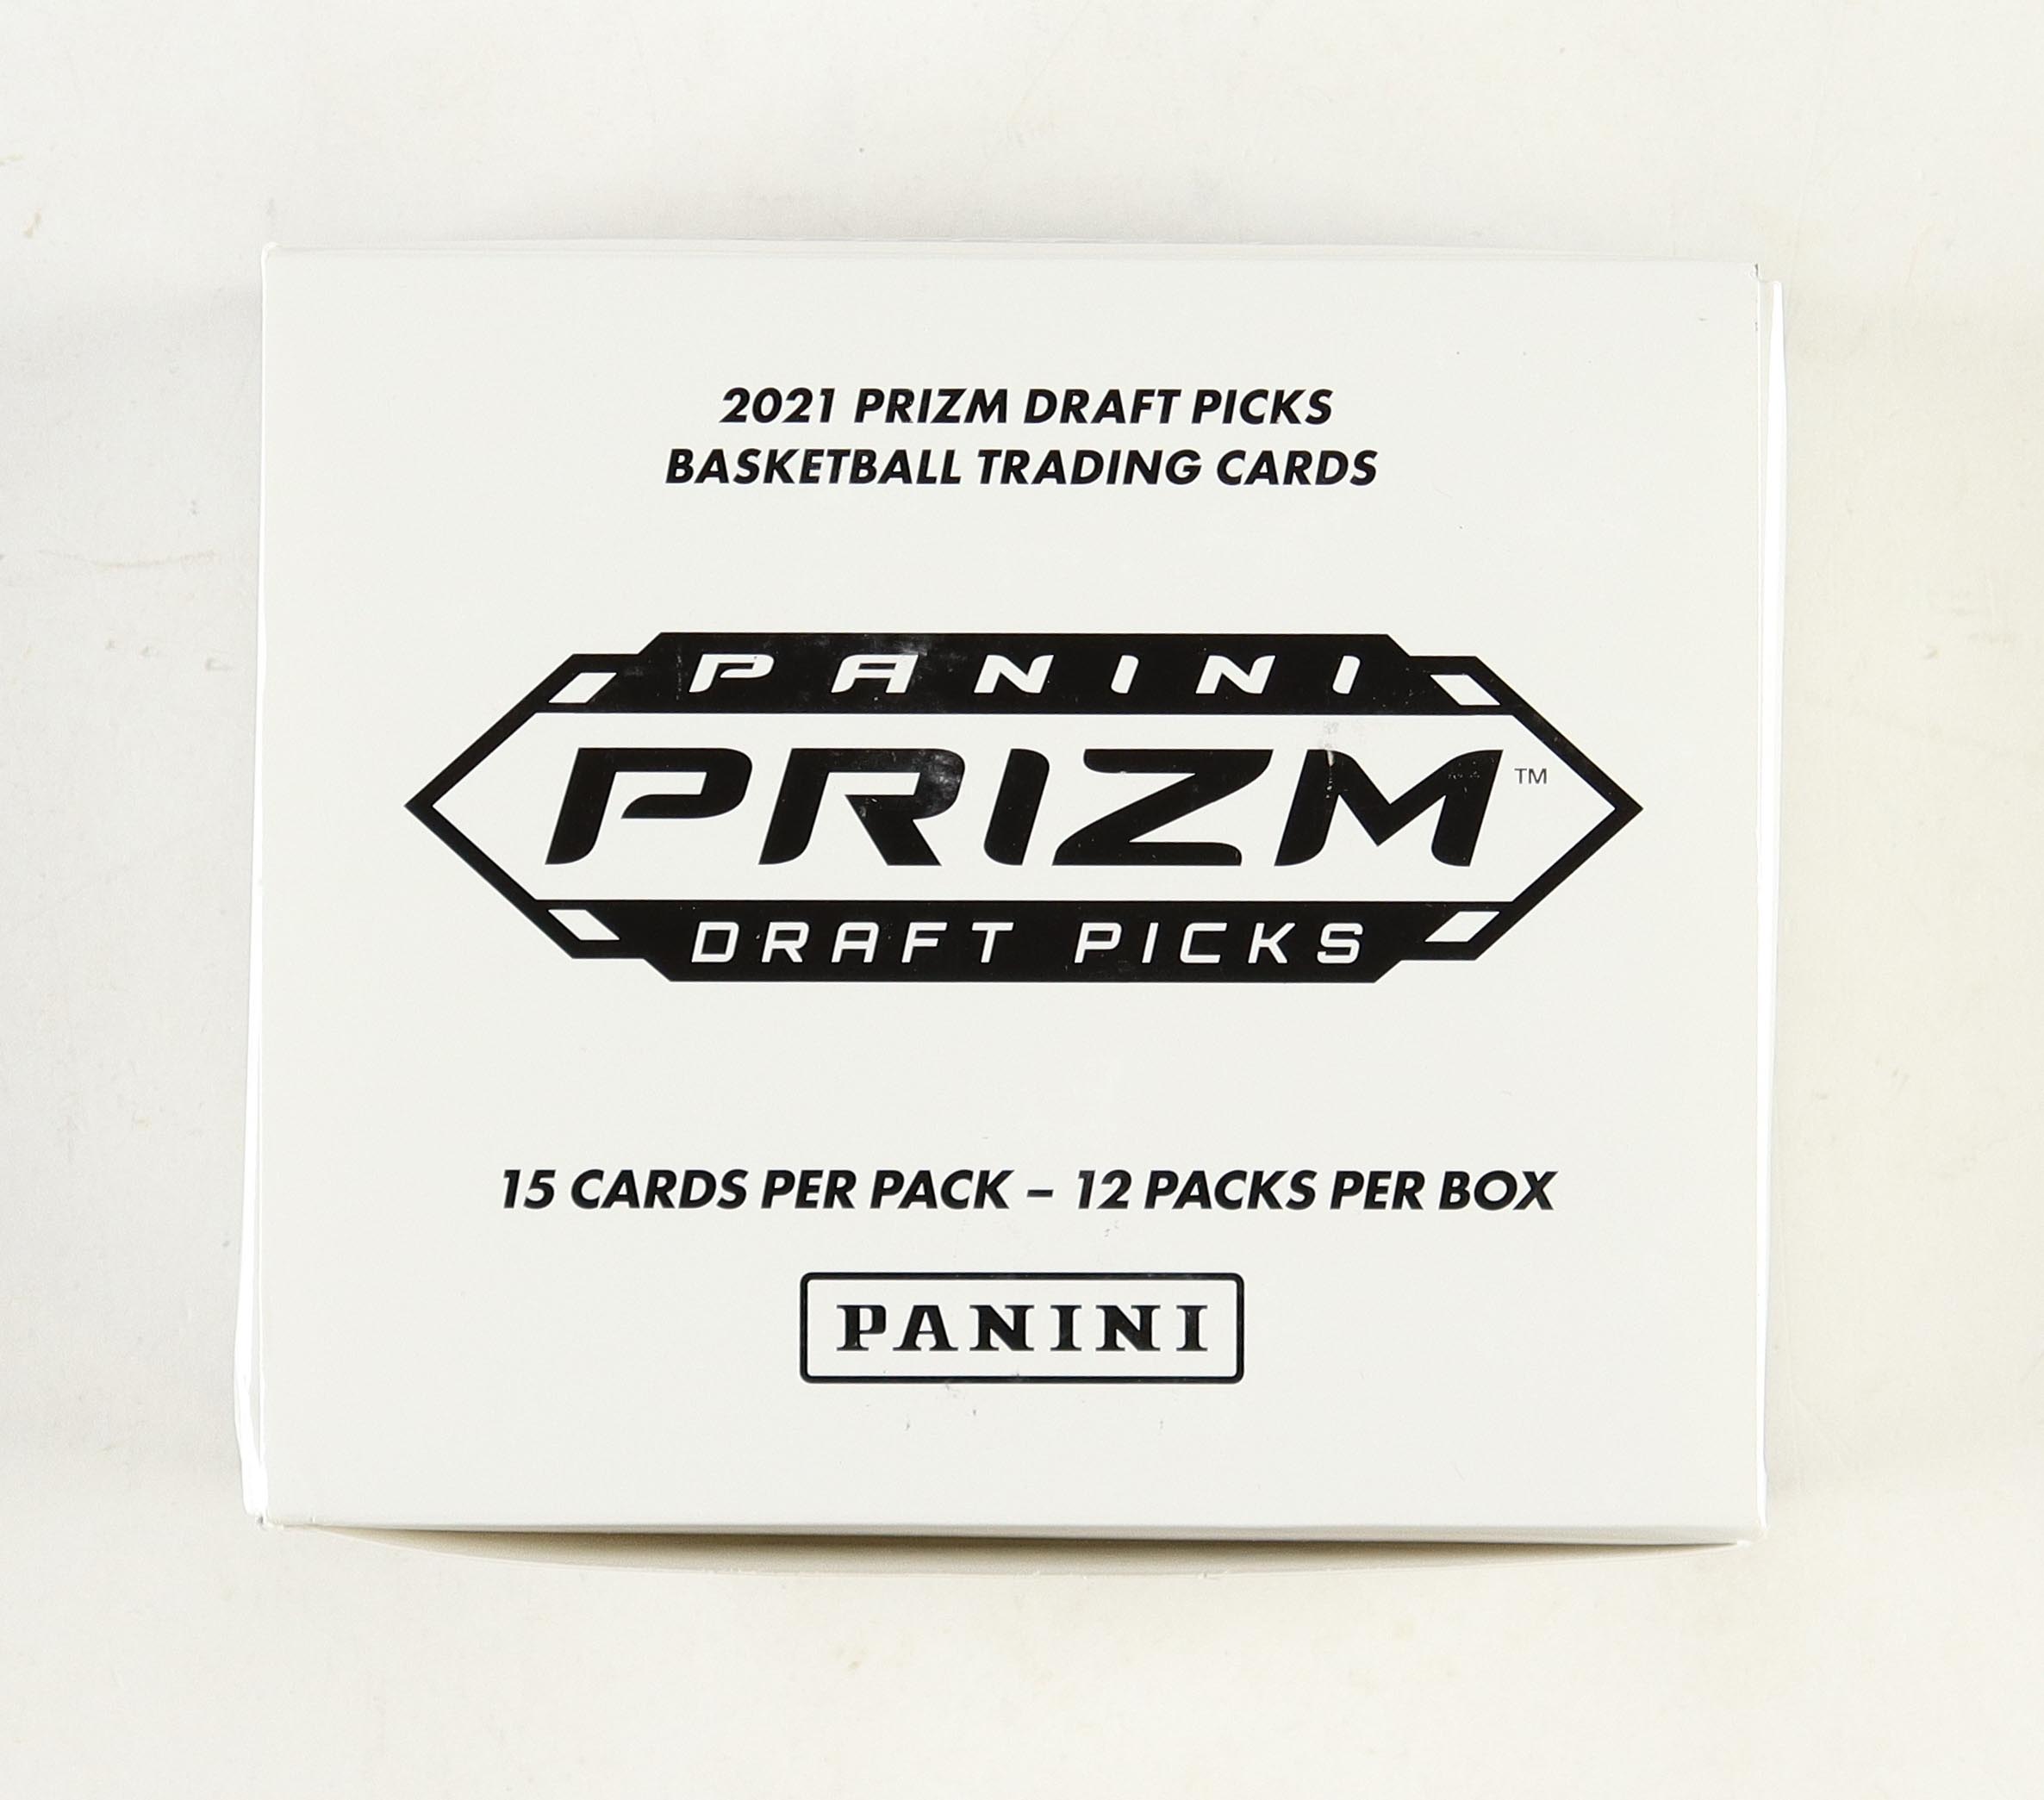 2021 PRIZM DRAFT PICKS
BASKETBALL TRADING CARDS
PANINI
PRIZM™
DRAFT PICKS
15 CARDS PER PACK – 12 PACKS PER BOX
PANINI